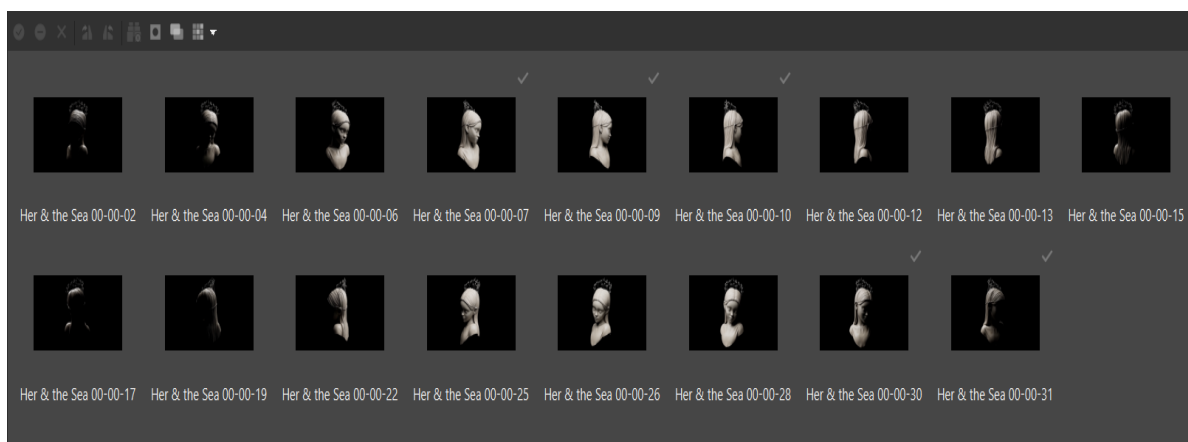 Her & the Sea 00-00-02 Her & the Sea 00-00-04 Her & the Sea 00-00-06 Her & the Sea 00-00-07 Her & the Sea 00-00-09 Her & the Sea 00-00-10 Her & the Sea 00-00-12 Her & the Sea 00-00-13 Her & the Sea 00-00-15
Her & the Sea 00-00-17 Her & the Sea 00-00-19 Her & the Sea 00-00-22 Her & the Sea 00-00-25 Her & the Sea 00-00-26 Her & the Sea 00-00-28 Her & the Sea 00-00-30 Her & the Sea 00-00-31